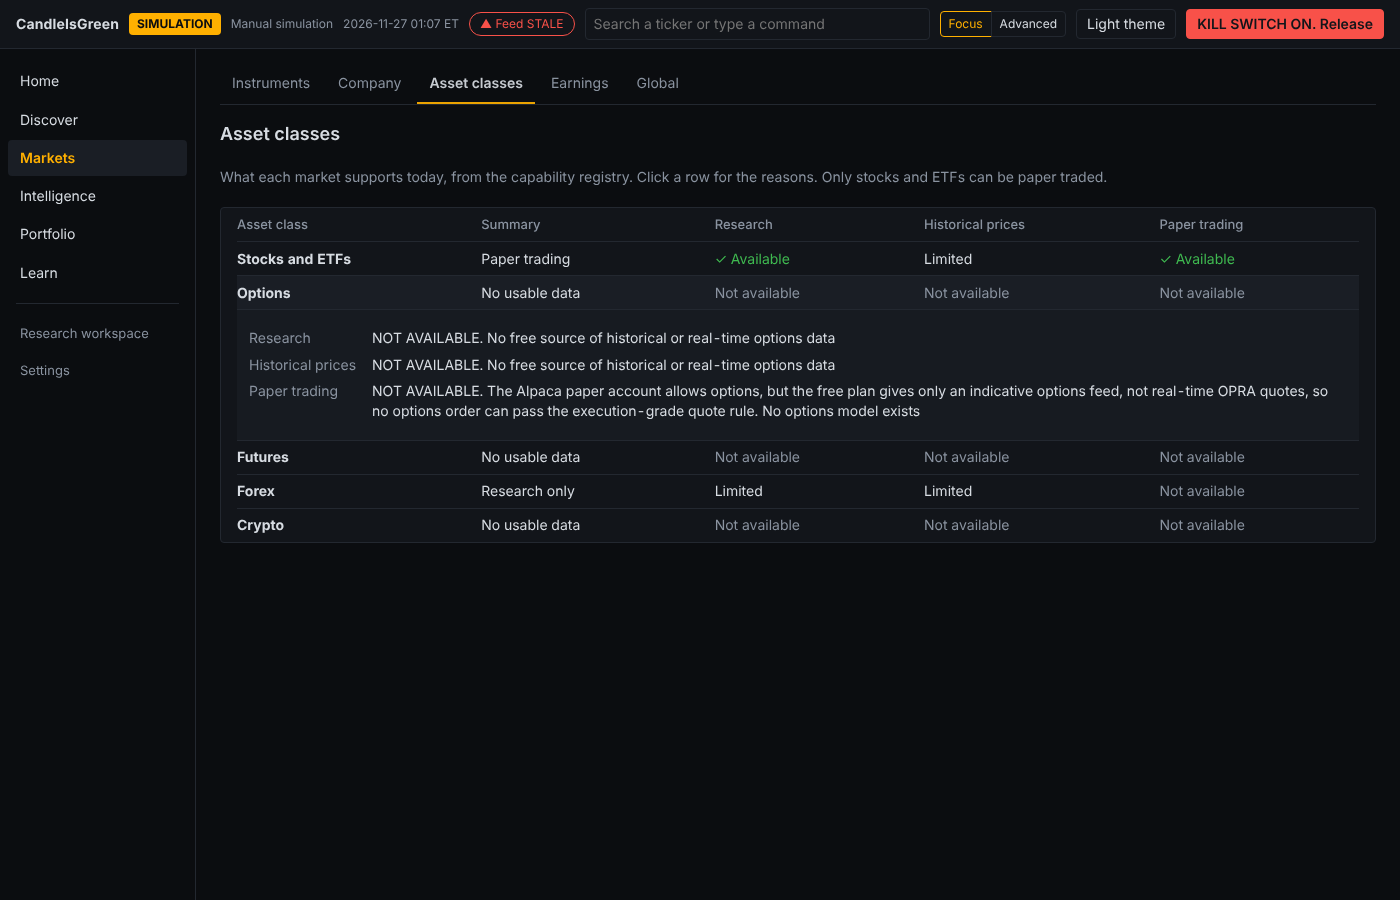 CandleIsGreen SIMULATION Manual simulation 2026-11-27 01:07 ET ▲ Feed STALE Search a ticker or type a command Focus Advanced Light theme KILL SWITCH ON. Release
Home
Discover
Markets
Intelligence
Portfolio
Learn
Research workspace
Settings
Instruments Company Asset classes Earnings Global
Asset classes
What each market supports today, from the capability registry. Click a row for the reasons. Only stocks and ETFs can be paper traded.
Asset class Summary Research Historical prices Paper trading
Stocks and ETFs Paper trading ✓ Available Limited ✓ Available
Options No usable data Not available Not available Not available
Research NOT AVAILABLE. No free source of historical or real-time options data
Historical prices NOT AVAILABLE. No free source of historical or real-time options data
Paper trading NOT AVAILABLE. The Alpaca paper account allows options, but the free plan gives only an indicative options feed, not real-time OPRA quotes, so
no options order can pass the execution-grade quote rule. No options model exists
Futures No usable data Not available Not available Not available
Forex Research only Limited Limited Not available
Crypto No usable data Not available Not available Not available